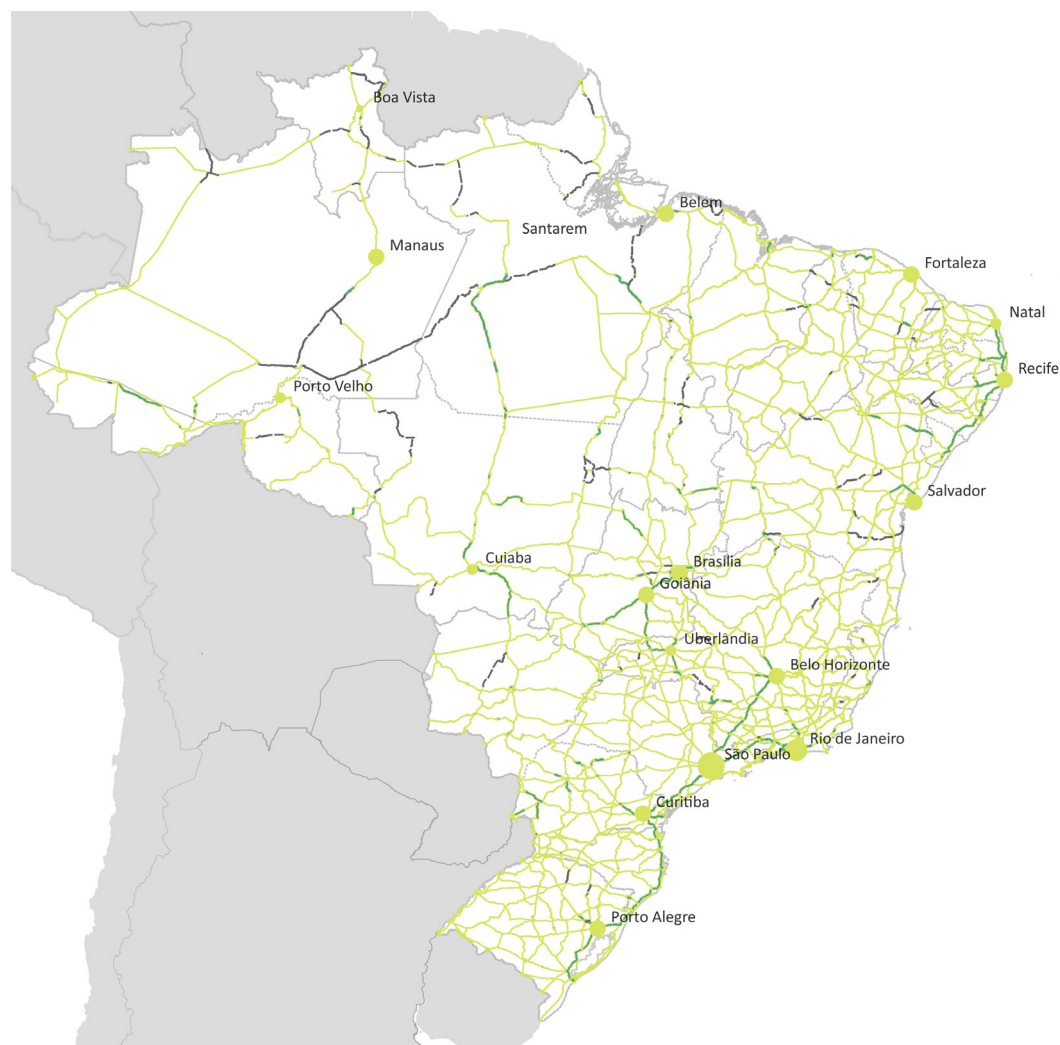 Boa Vista
Belem
Santarem
Manaus
Fortaleza
Natal
Recife
Porto Velho
Salvador
Cuiaba
Brasília
Goiânia
Uberlândia
Belo Horizonte
Rio de Janeiro
São Paulo
Curitiba
Porto Alegre